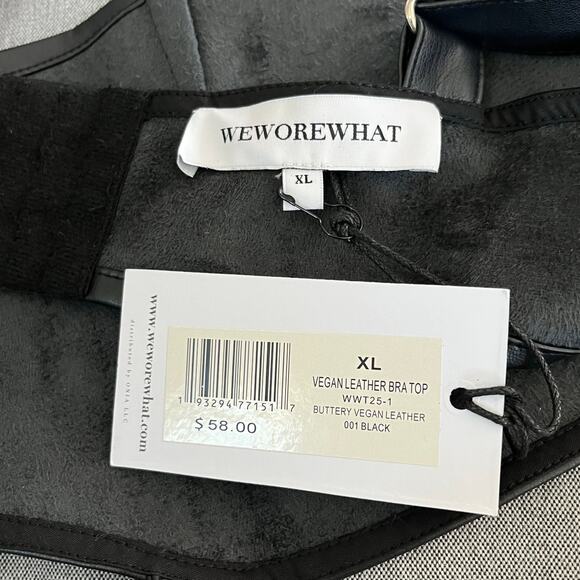 WEWOREWHAT
XL
www.weworewhat.com
distributed by ONIA LLC
XL
VEGAN LEATHER BRA TOP
WWT25-1
BUTTERY VEGAN LEATHER
001 BLACK
1 93294 77151 7
$ 58.00